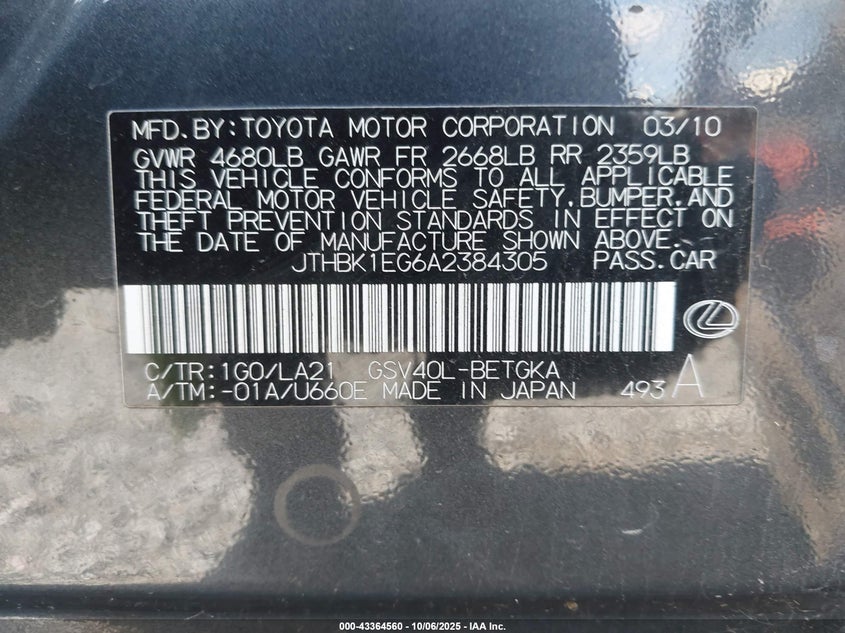 MFD.BY:TOYOTA MOTOR CORPORATION 03/10
GVWR 4680LB GAWR FR 2668LB RR 2359LB
THIS VEHICLE CONFORMS TO ALL APPLICABLE
FEDERAL MOTOR VEHICLE SAFETY,BUMPER,AND
THEFT PREVENTION STANDARDS IN EFFECT ON
THE DATE OF MANUFACTURE SHOWN ABOVE.
JTHBK1EG6A2384305 PASS.CAR
C/TR:1G0/LA21 GSV40L-BETGKA
A/TM:-01A/U660E MADE IN JAPAN 493 A
000-43364560 - 10/06/2025 - IAA Inc.